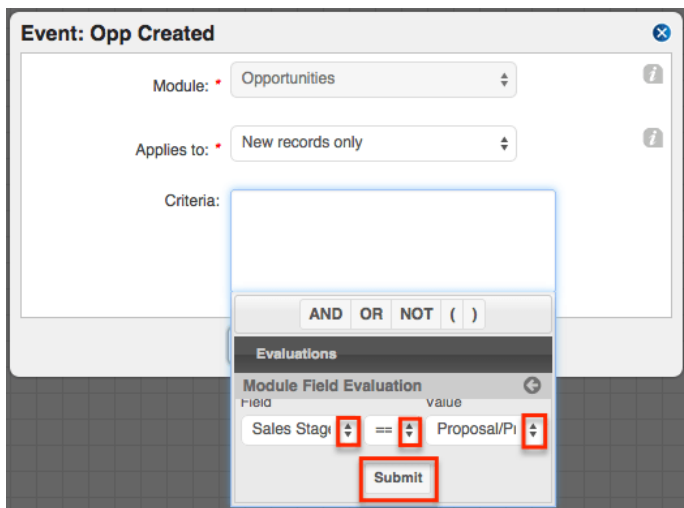 Event: Opp Created
Module: * Opportunities
Applies to: * New records only
Criteria:
AND OR NOT ( )
Evaluations
Module Field Evaluation
Field Value
Sales Stag == Proposal/P
Submit